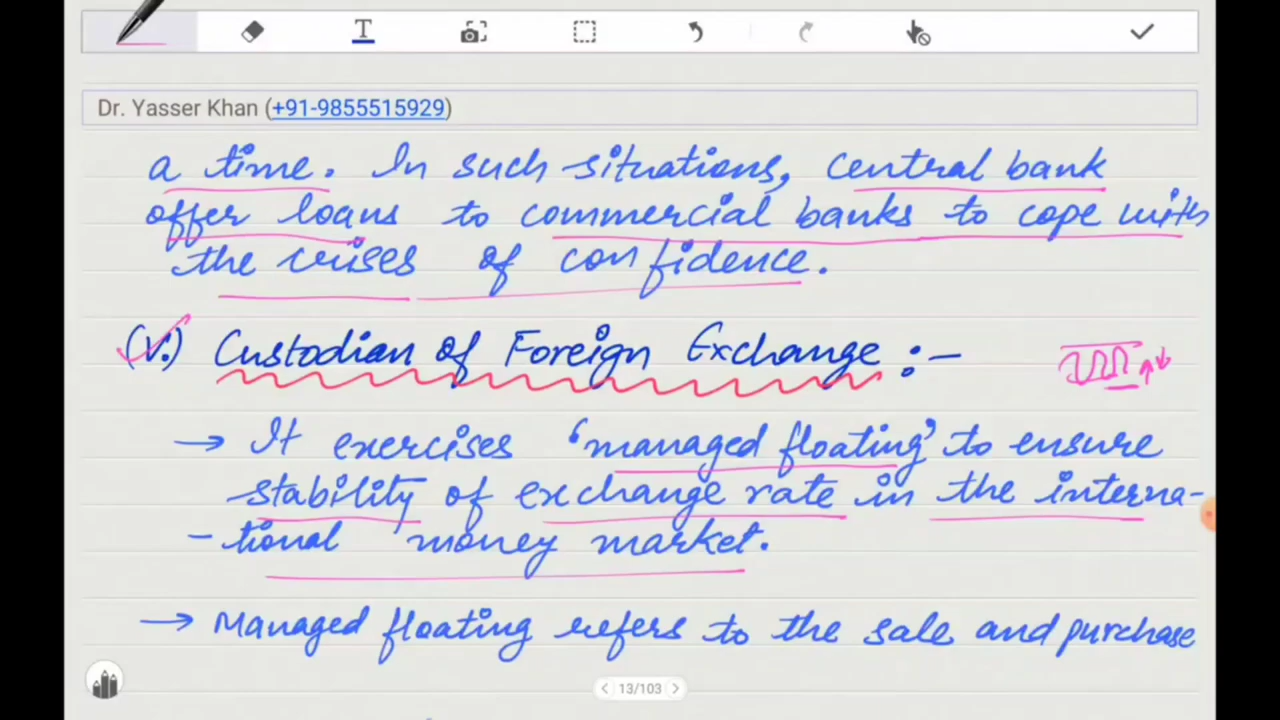 T
Dr. Yasser Khan (+91-9855515929)
a time. In such situations, central bank
offer loans to commercial banks to cope with
the crises of confidence.
(V.) Custodian of Foreign Exchange :-
→ It exercises 'managed floating' to ensure
stability of exchange rate in the interna-
-tional money market.
→ Managed floating refers to the sale and purchase
13/103